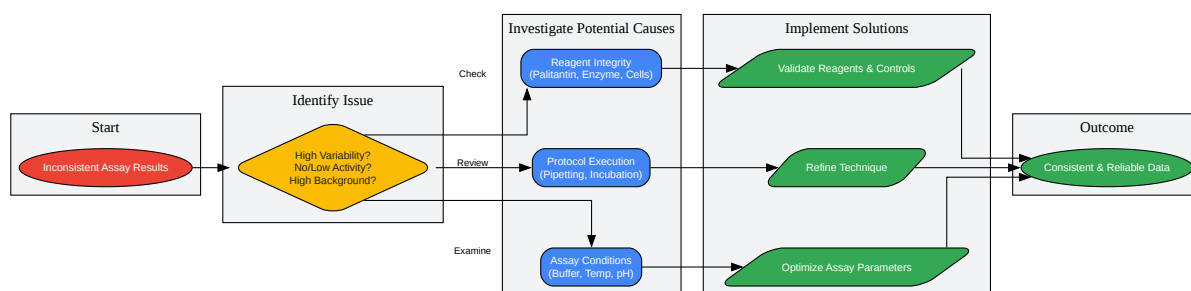 Start
Inconsistent Assay Results
Identify Issue
High Variability?
No/Low Activity?
High Background?
Check
Review
Examine
Investigate Potential Causes
Reagent Integrity
(Palitantin, Enzyme, Cells)
Protocol Execution
(Pipetting, Incubation)
Assay Conditions
(Buffer, Temp, pH)
Implement Solutions
Validate Reagents & Controls
Refine Technique
Optimize Assay Parameters
Outcome
Consistent & Reliable Data